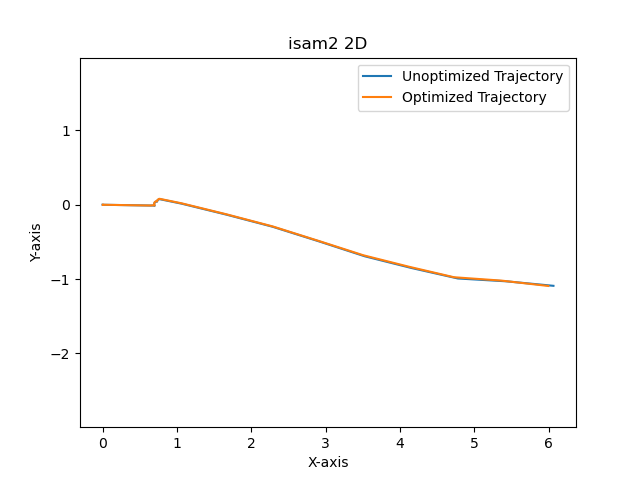 isam2 2D
Unoptimized Trajectory
Optimized Trajectory
1
0
−1
−2
Y-axis
0 1 2 3 4 5 6
X-axis